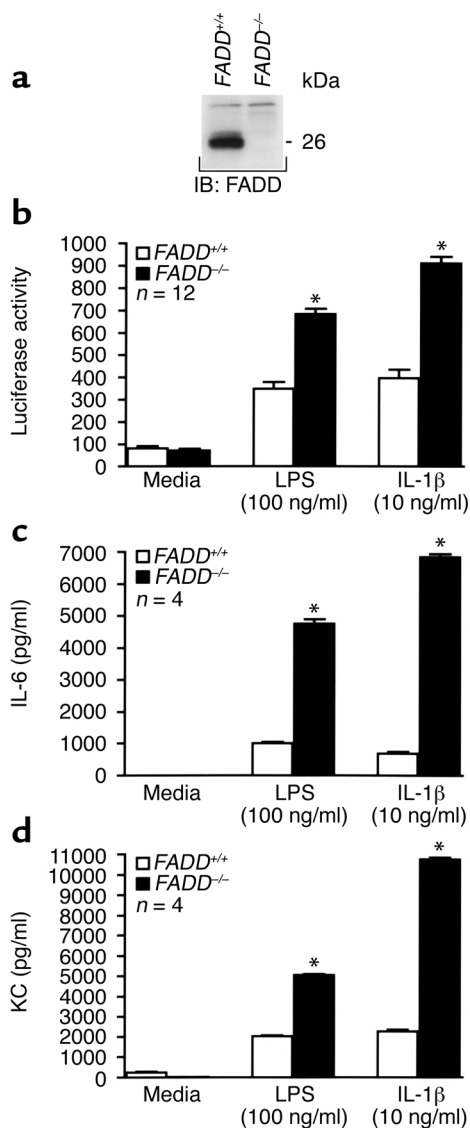 a
FADD+/+
FADD–/–
kDa
- 26
IB: FADD
b
Luciferase activity
1000
900
800
700
600
500
400
300
200
100
0
FADD+/+
FADD–/–
n = 12
*
*
Media
LPS
(100 ng/ml)
IL-1β
(10 ng/ml)
c
IL-6 (pg/ml)
7000
6000
5000
4000
3000
2000
1000
0
FADD+/+
FADD–/–
n = 4
*
*
Media
LPS
(100 ng/ml)
IL-1β
(10 ng/ml)
d
KC (pg/ml)
11000
10000
9000
8000
7000
6000
5000
4000
3000
2000
1000
0
FADD+/+
FADD–/–
n = 4
*
*
Media
LPS
(100 ng/ml)
IL-1β
(10 ng/ml)